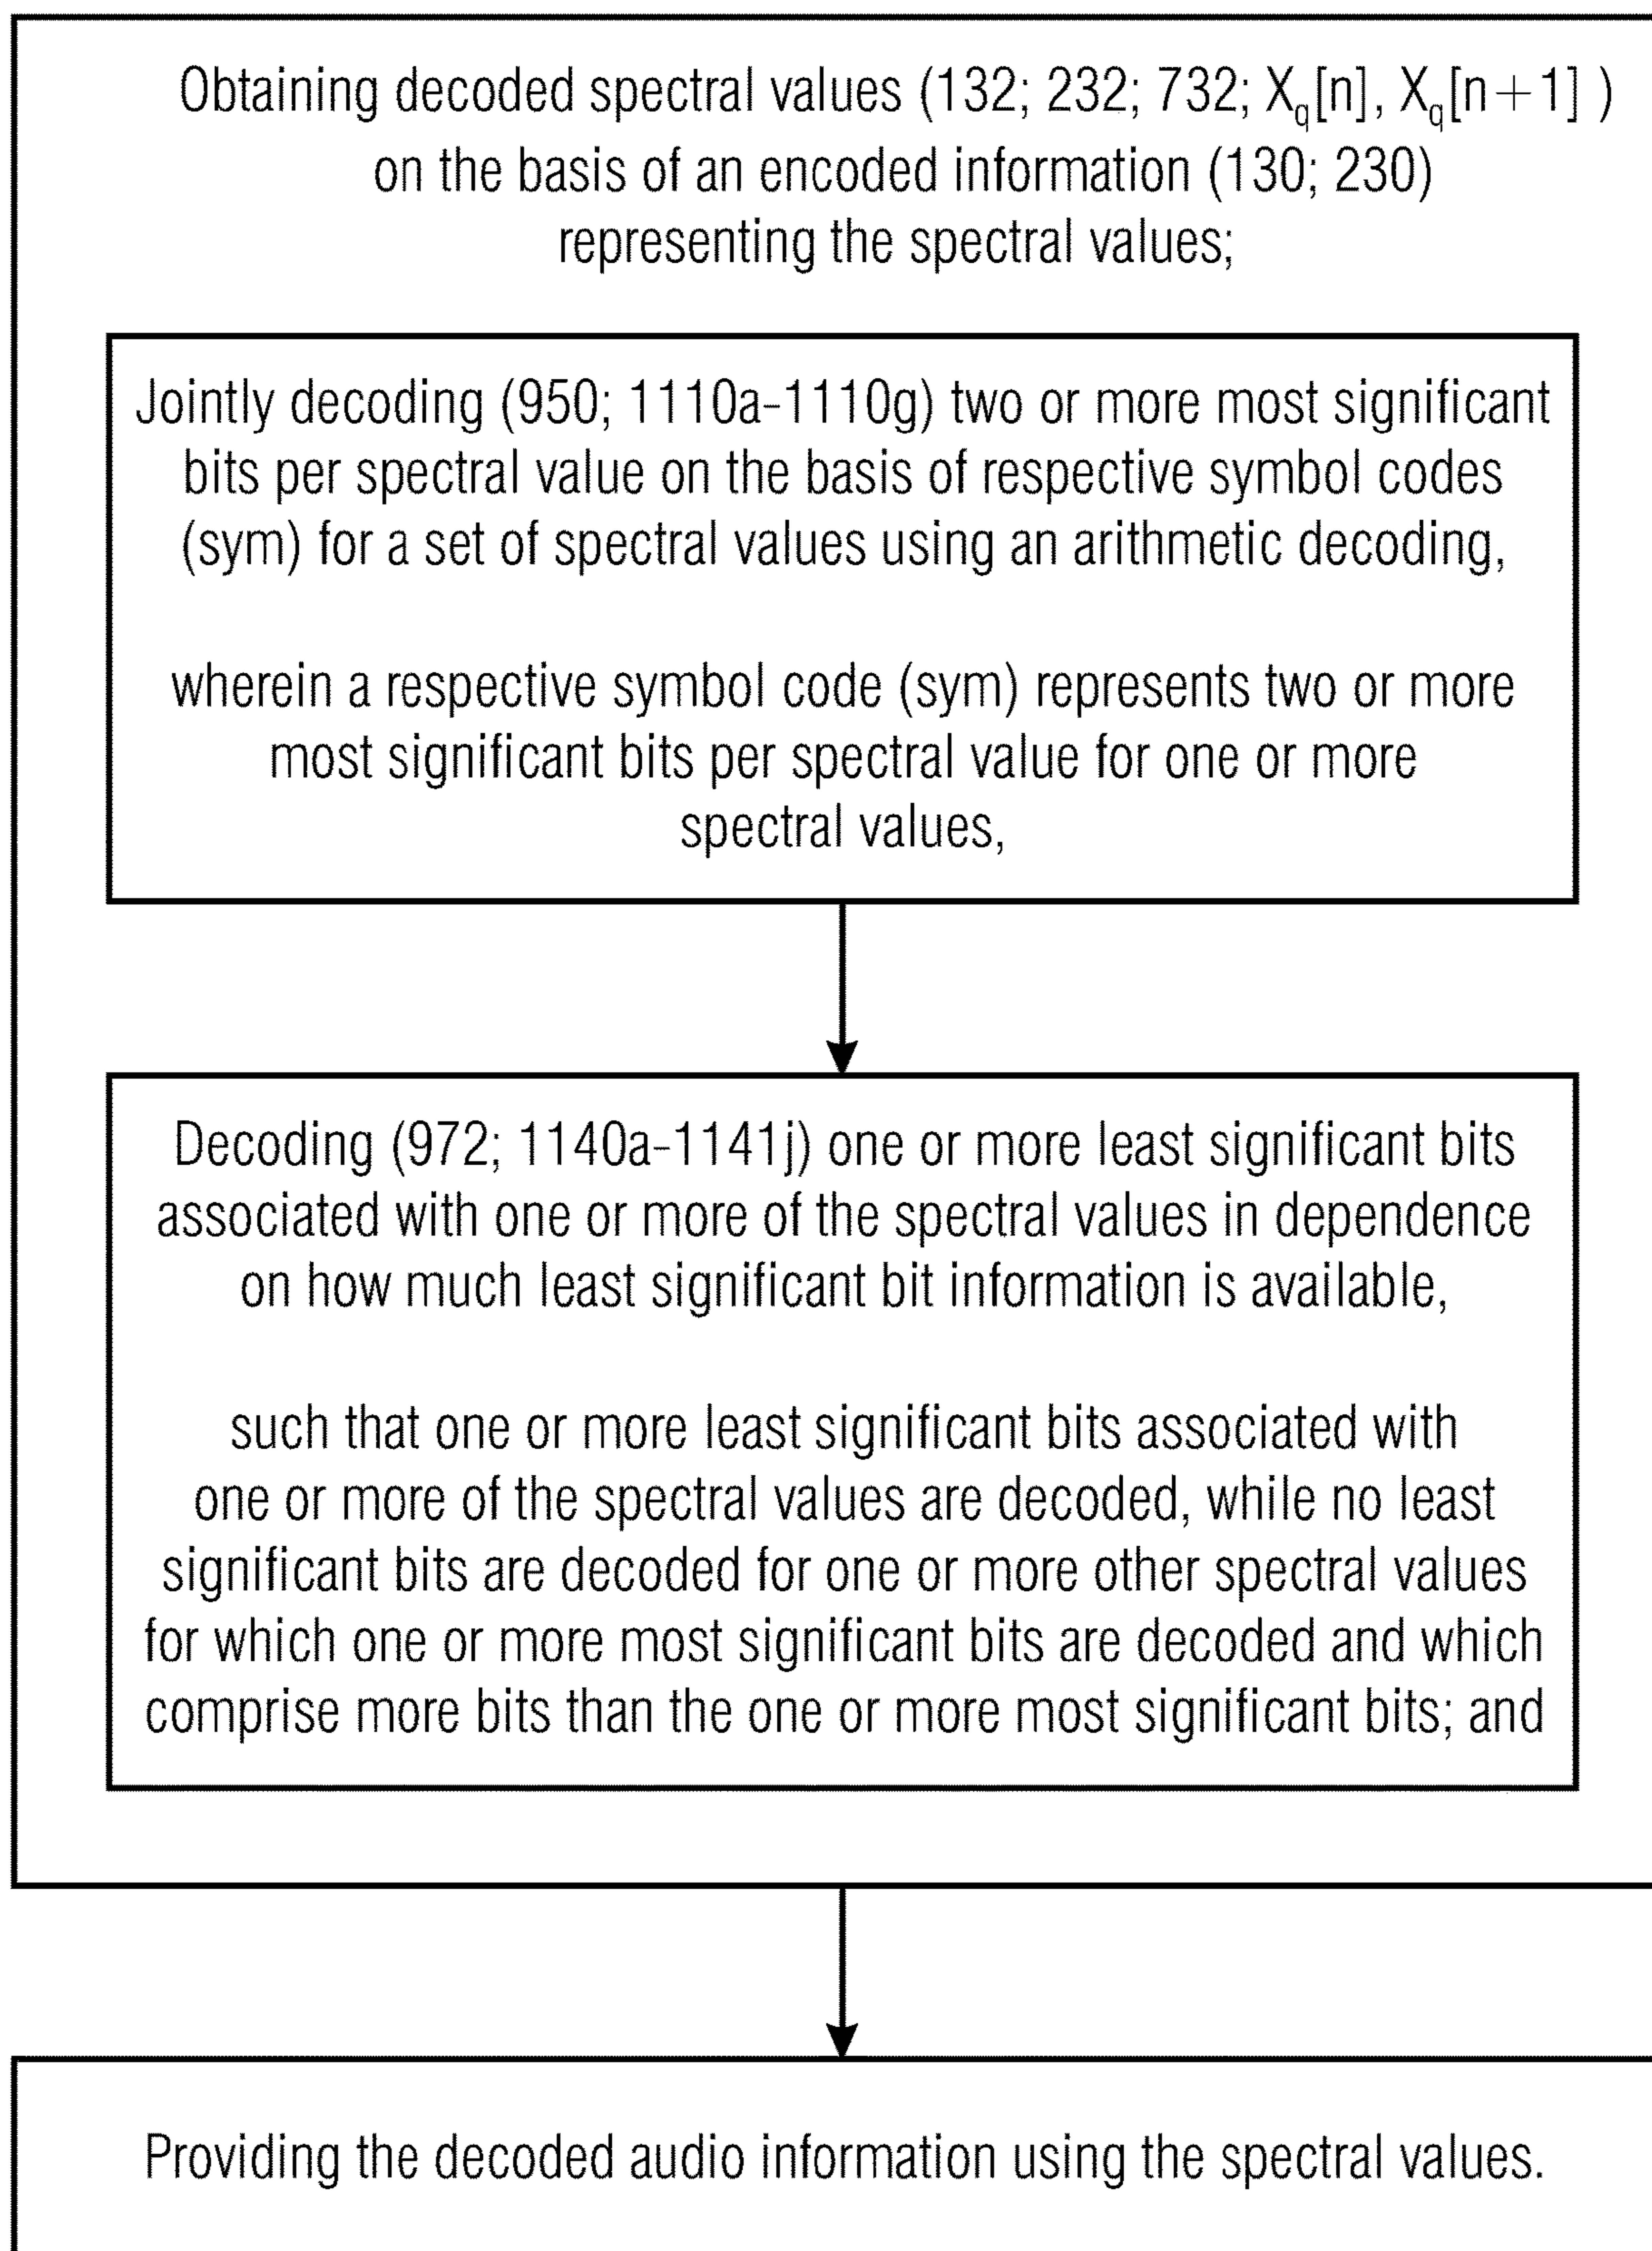 Obtaining decoded spectral values (132; 232; 732; Xq[n], Xq[n+1] )
on the basis of an encoded information (130; 230)
representing the spectral values;
Jointly decoding (950; 1110a-1110g) two or more most significant
bits per spectral value on the basis of respective symbol codes
(sym) for a set of spectral values using an arithmetic decoding,
wherein a respective symbol code (sym) represents two or more
most significant bits per spectral value for one or more
spectral values,
Decoding (972; 1140a-1141j) one or more least significant bits
associated with one or more of the spectral values in dependence
on how much least significant bit information is available,
such that one or more least significant bits associated with
one or more of the spectral values are decoded, while no least
significant bits are decoded for one or more other spectral values
for which one or more most significant bits are decoded and which
comprise more bits than the one or more most significant bits; and
Providing the decoded audio information using the spectral values.